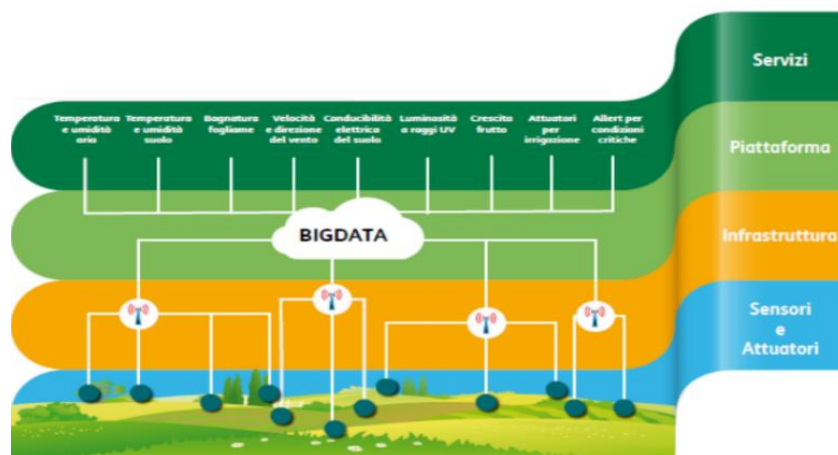 Servizi
Temperatura
e umidità
aria
Temperatura
e umidità
suolo
Bagnatura
fogliame
Velocità
e direzione
del vento
Conducibilità
elettrica
del suolo
Luminosità
a raggi UV
Crescita
frutto
Attuatori
per
irrigazione
Allert per
condizioni
critiche
Piattaforma
BIGDATA
Infrastruttura
Sensori
e
Attuatori